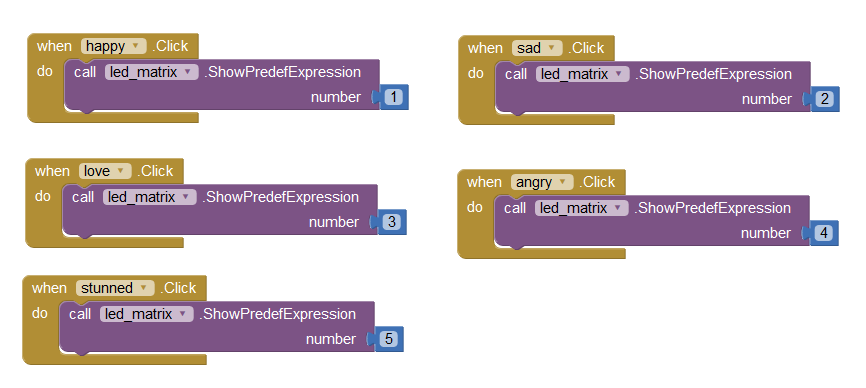 when happy .Click
do call led_matrix .ShowPredefExpression
number 1
when sad .Click
do call led_matrix .ShowPredefExpression
number 2
when love .Click
do call led_matrix .ShowPredefExpression
number 3
when angry .Click
do call led_matrix .ShowPredefExpression
number 4
when stunned .Click
do call led_matrix .ShowPredefExpression
number 5